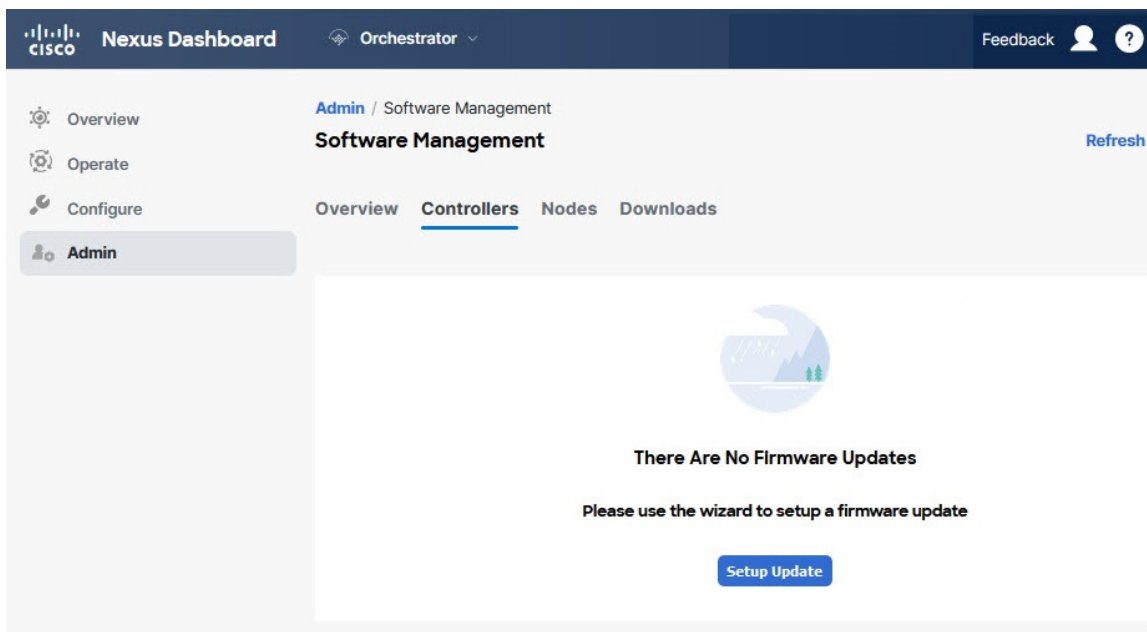 CISCO Nexus Dashboard Orchestrator Feedback ?
Overview
Operate
Configure
Admin
Admin / Software Management
Software Management
Refresh
Overview Controllers Nodes Downloads
There Are No Firmware Updates
Please use the wizard to setup a firmware update
Setup Update